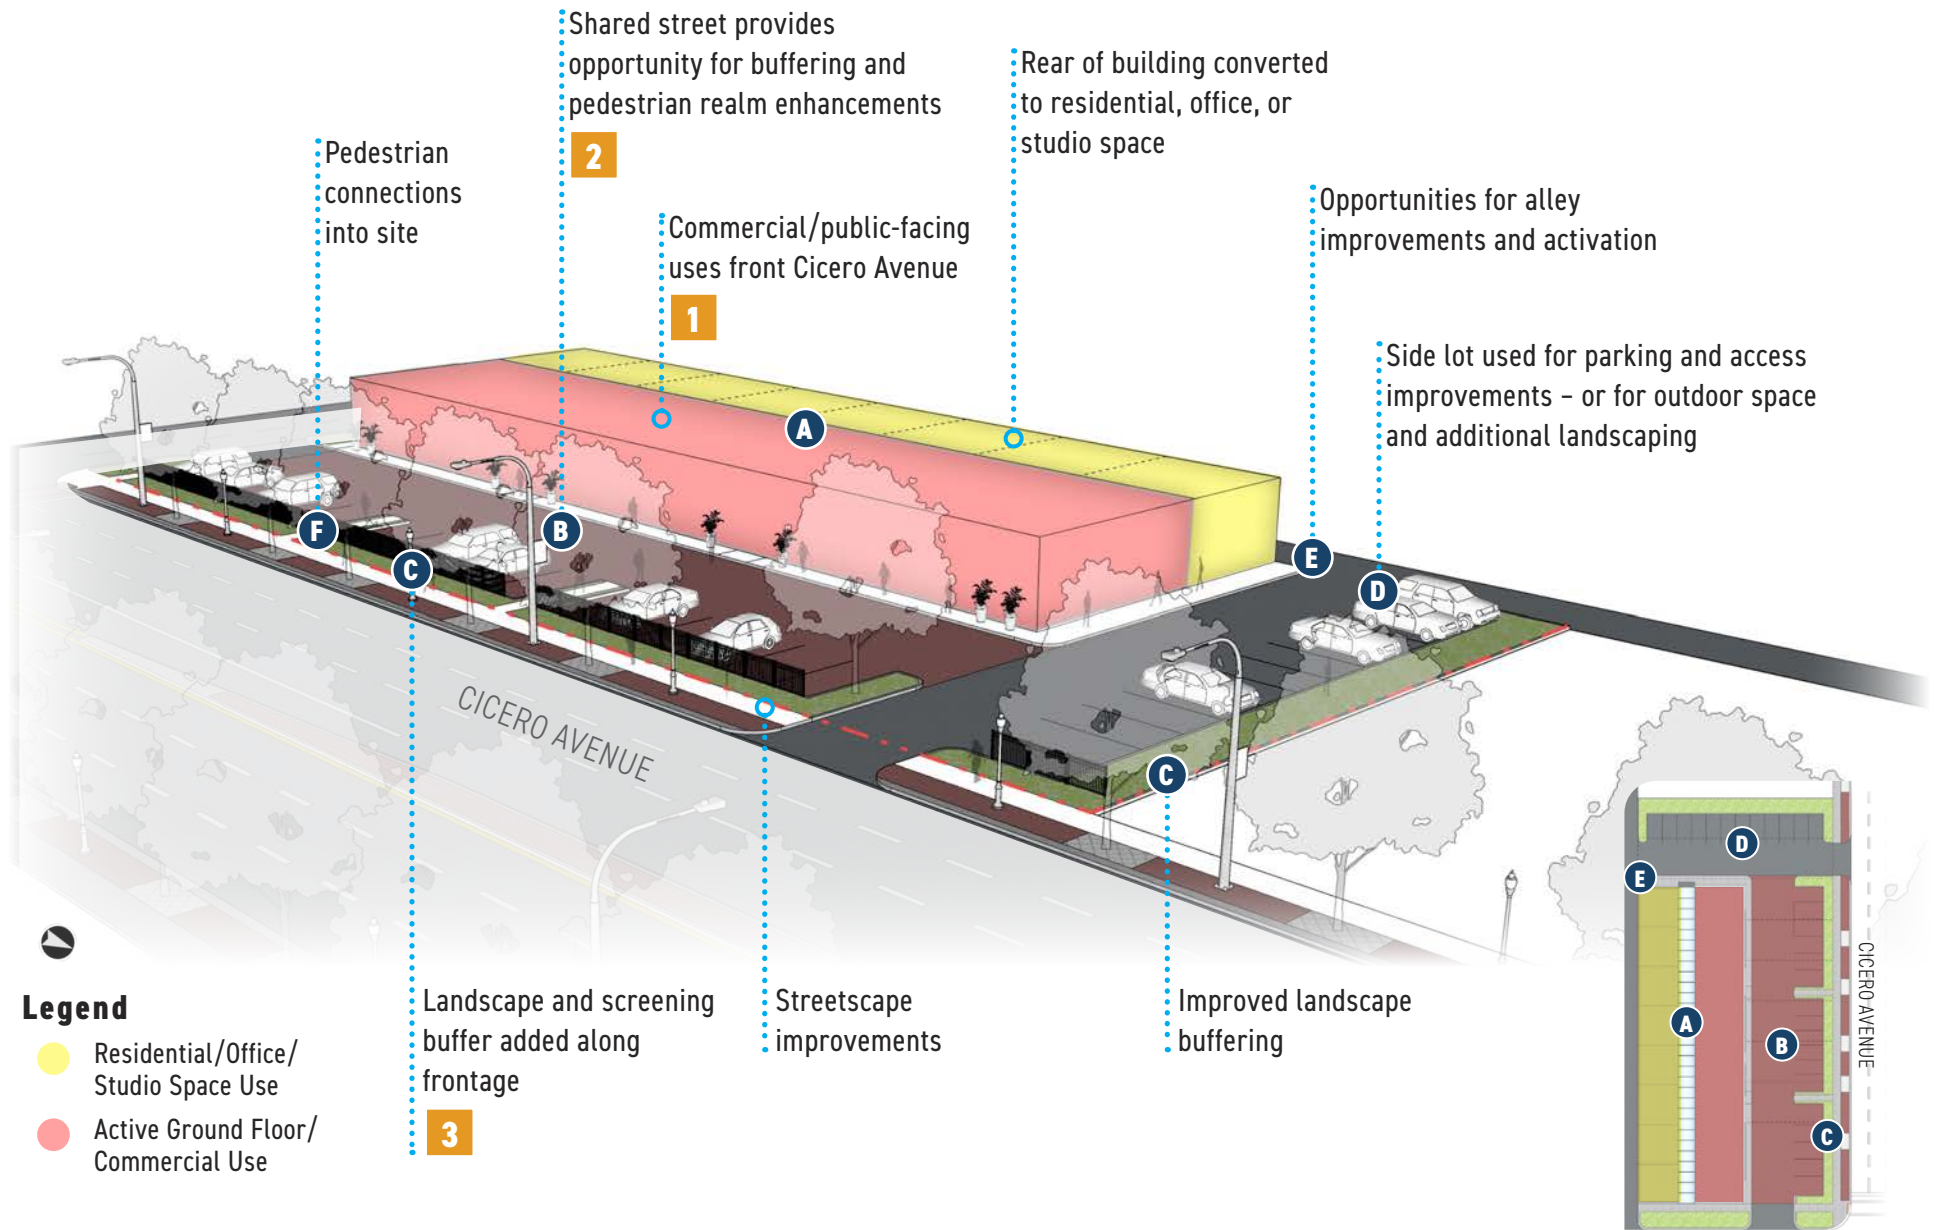 Shared street provides
opportunity for buffering and
pedestrian realm enhancements
2
Rear of building converted
to residential, office, or
studio space
Pedestrian
connections
into site
Commercial/public-facing
uses front Cicero Avenue
1
Opportunities for alley
improvements and activation
Side lot used for parking and access
improvements – or for outdoor space
and additional landscaping
A
B
F
C
E
D
C
CICERO AVENUE
Landscape and screening
buffer added along
frontage
3
Streetscape
improvements
Improved landscape
buffering
Legend
Residential/Office/
Studio Space Use
Active Ground Floor/
Commercial Use
D
E
A
B
C
CICERO AVENUE